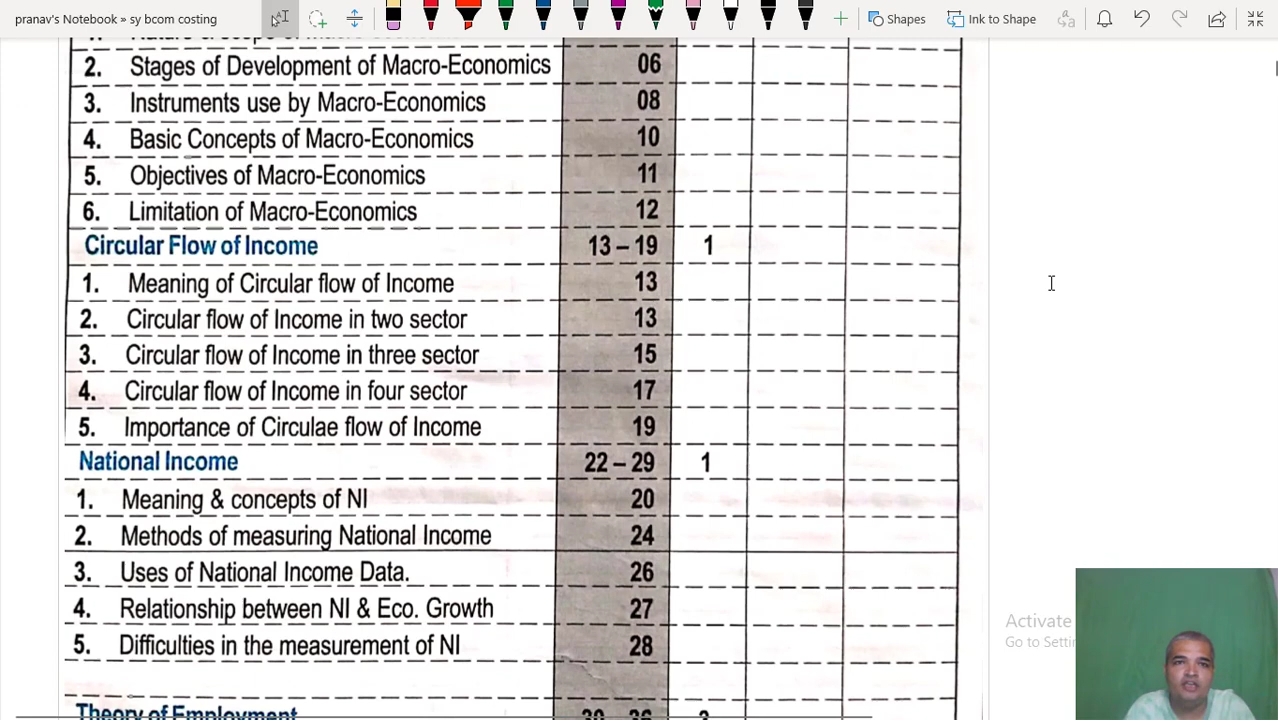 pranav's Notebook » sy bcom costing
Shapes
Ink to Shape
2. Stages of Development of Macro-Economics 06
3. Instruments use by Macro-Economics 08
4. Basic Concepts of Macro-Economics 10
5. Objectives of Macro-Economics 11
6. Limitation of Macro-Economics 12
Circular Flow of Income 13 – 19 1
1. Meaning of Circular flow of Income 13
2. Circular flow of Income in two sector 13
3. Circular flow of Income in three sector 15
4. Circular flow of Income in four sector 17
5. Importance of Circulae flow of Income 19
National Income 22 – 29 1
1. Meaning & concepts of NI 20
2. Methods of measuring National Income 24
3. Uses of National Income Data. 26
4. Relationship between NI & Eco. Growth 27
5. Difficulties in the measurement of NI 28
Theory of Employment
Activate
Go to Setti